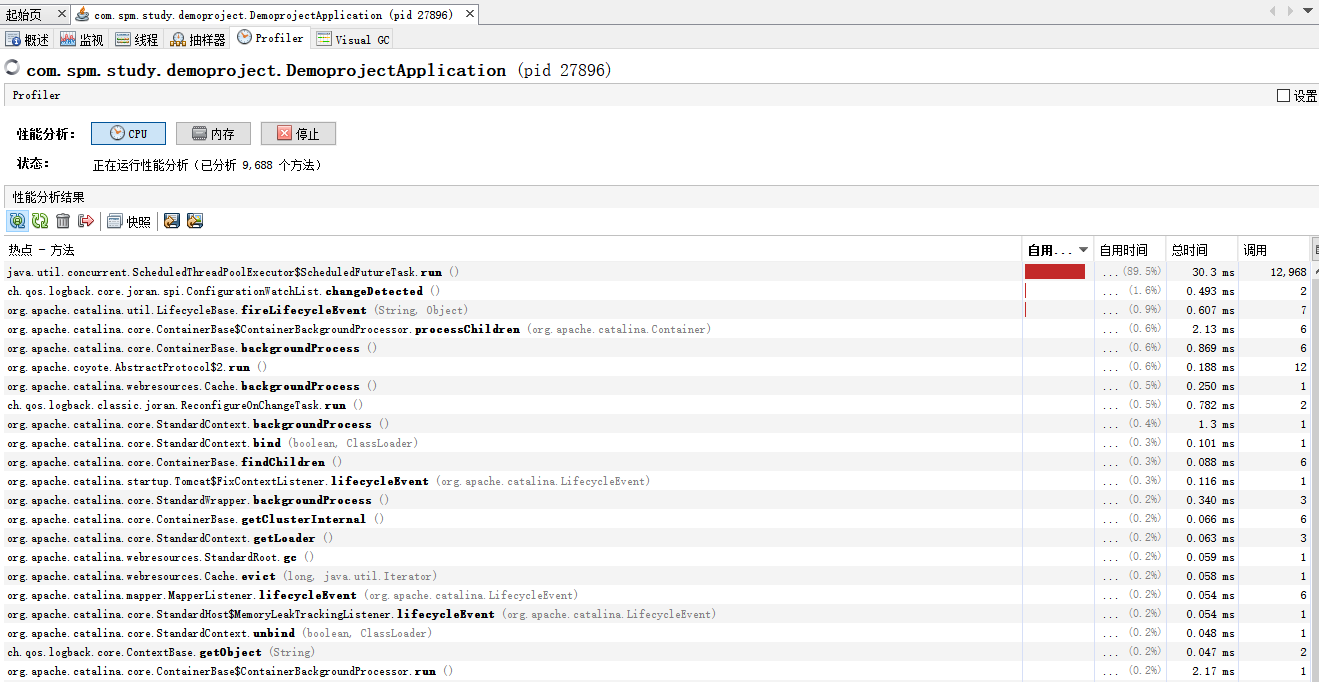 起始页 com.spm.study.demoproject.DemoprojectApplication (pid 27896)
概述 监视 线程 抽样器 Profiler Visual GC
com.spm.study.demoproject.DemoprojectApplication (pid 27896)
Profiler 设置
性能分析: CPU 内存 停止
状态: 正在运行性能分析（已分析 9,688 个方法）
性能分析结果
快照
热点 - 方法 自用... 自用时间 总时间 调用
java.util.concurrent.ScheduledThreadPoolExecutor$ScheduledFutureTask.run () ... (89.5%) 30.3 ms 12,968
ch.qos.logback.core.joran.spi.ConfigurationWatchList.changeDetected () ... (1.6%) 0.493 ms 2
org.apache.catalina.util.LifecycleBase.fireLifecycleEvent (String, Object) ... (0.9%) 0.607 ms 7
org.apache.catalina.core.ContainerBase$ContainerBackgroundProcessor.processChildren (org.apache.catalina.Container) ... (0.6%) 2.13 ms 6
org.apache.catalina.core.ContainerBase.backgroundProcess () ... (0.6%) 0.869 ms 6
org.apache.coyote.AbstractProtocol$2.run () ... (0.6%) 0.188 ms 12
org.apache.catalina.webresources.Cache.backgroundProcess () ... (0.5%) 0.250 ms 1
ch.qos.logback.classic.joran.ReconfigureOnChangeTask.run () ... (0.5%) 0.782 ms 2
org.apache.catalina.core.StandardContext.backgroundProcess () ... (0.4%) 1.3 ms 1
org.apache.catalina.core.StandardContext.bind (boolean, ClassLoader) ... (0.3%) 0.101 ms 1
org.apache.catalina.core.ContainerBase.findChildren () ... (0.3%) 0.088 ms 6
org.apache.catalina.startup.Tomcat$FixContextListener.lifecycleEvent (org.apache.catalina.LifecycleEvent) ... (0.3%) 0.116 ms 1
org.apache.catalina.core.StandardWrapper.backgroundProcess () ... (0.2%) 0.340 ms 3
org.apache.catalina.core.ContainerBase.getClusterInternal () ... (0.2%) 0.066 ms 6
org.apache.catalina.core.StandardContext.getLoader () ... (0.2%) 0.063 ms 3
org.apache.catalina.webresources.StandardRoot.gc () ... (0.2%) 0.059 ms 1
org.apache.catalina.webresources.Cache.evict (long, java.util.Iterator) ... (0.2%) 0.058 ms 1
org.apache.catalina.mapper.MapperListener.lifecycleEvent (org.apache.catalina.LifecycleEvent) ... (0.2%) 0.054 ms 6
org.apache.catalina.core.StandardHost$MemoryLeakTrackingListener.lifecycleEvent (org.apache.catalina.LifecycleEvent) ... (0.2%) 0.054 ms 1
org.apache.catalina.core.StandardContext.unbind (boolean, ClassLoader) ... (0.2%) 0.048 ms 1
ch.qos.logback.core.ContextBase.getObject (String) ... (0.2%) 0.047 ms 2
org.apache.catalina.core.ContainerBase$ContainerBackgroundProcessor.run () ... (0.2%) 2.17 ms 1